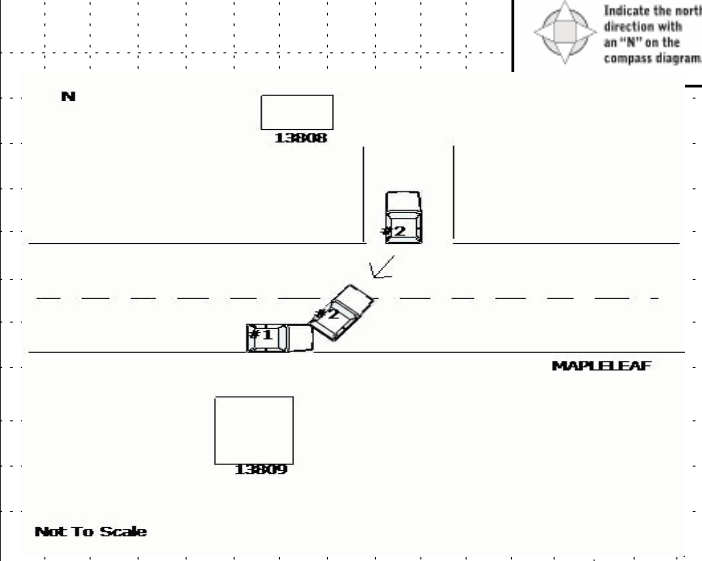 Indicate the north
direction with
an "N" on the
compass diagram.
N
13808
#2
#2
#1
MAPLELEAF
13809
Not To Scale